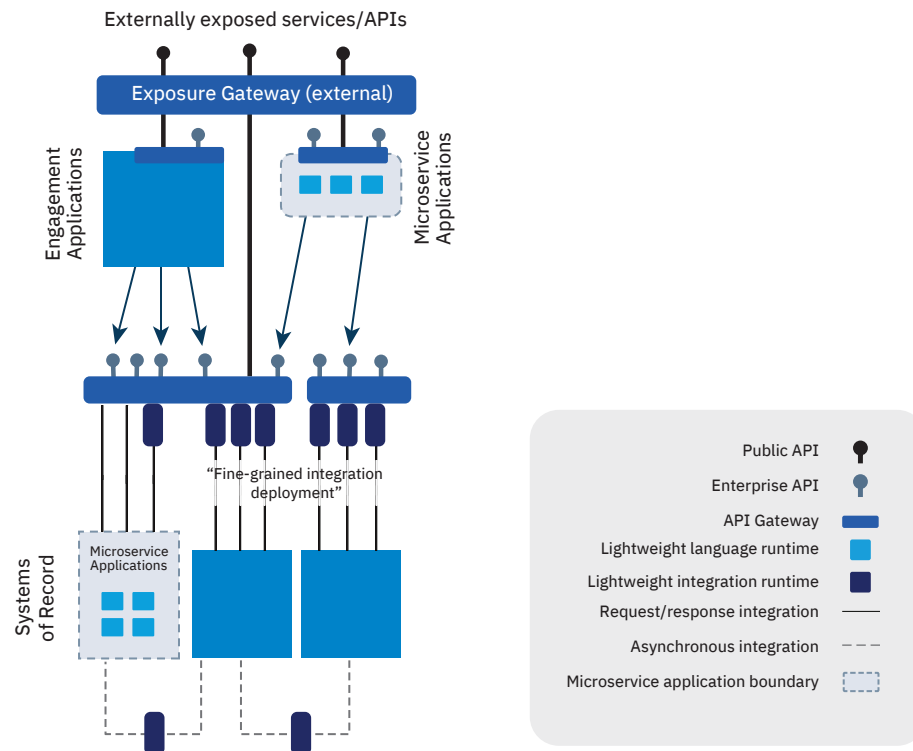 Externally exposed services/APIs
Exposure Gateway (external)
Engagement
Applications
Microservice
Applications
“Fine-grained integration
deployment”
Systems
of Record
Microservice
Applications
Public API
Enterprise API
API Gateway
Lightweight language runtime
Lightweight integration runtime
Request/response integration
Asynchronous integration
Microservice application boundary